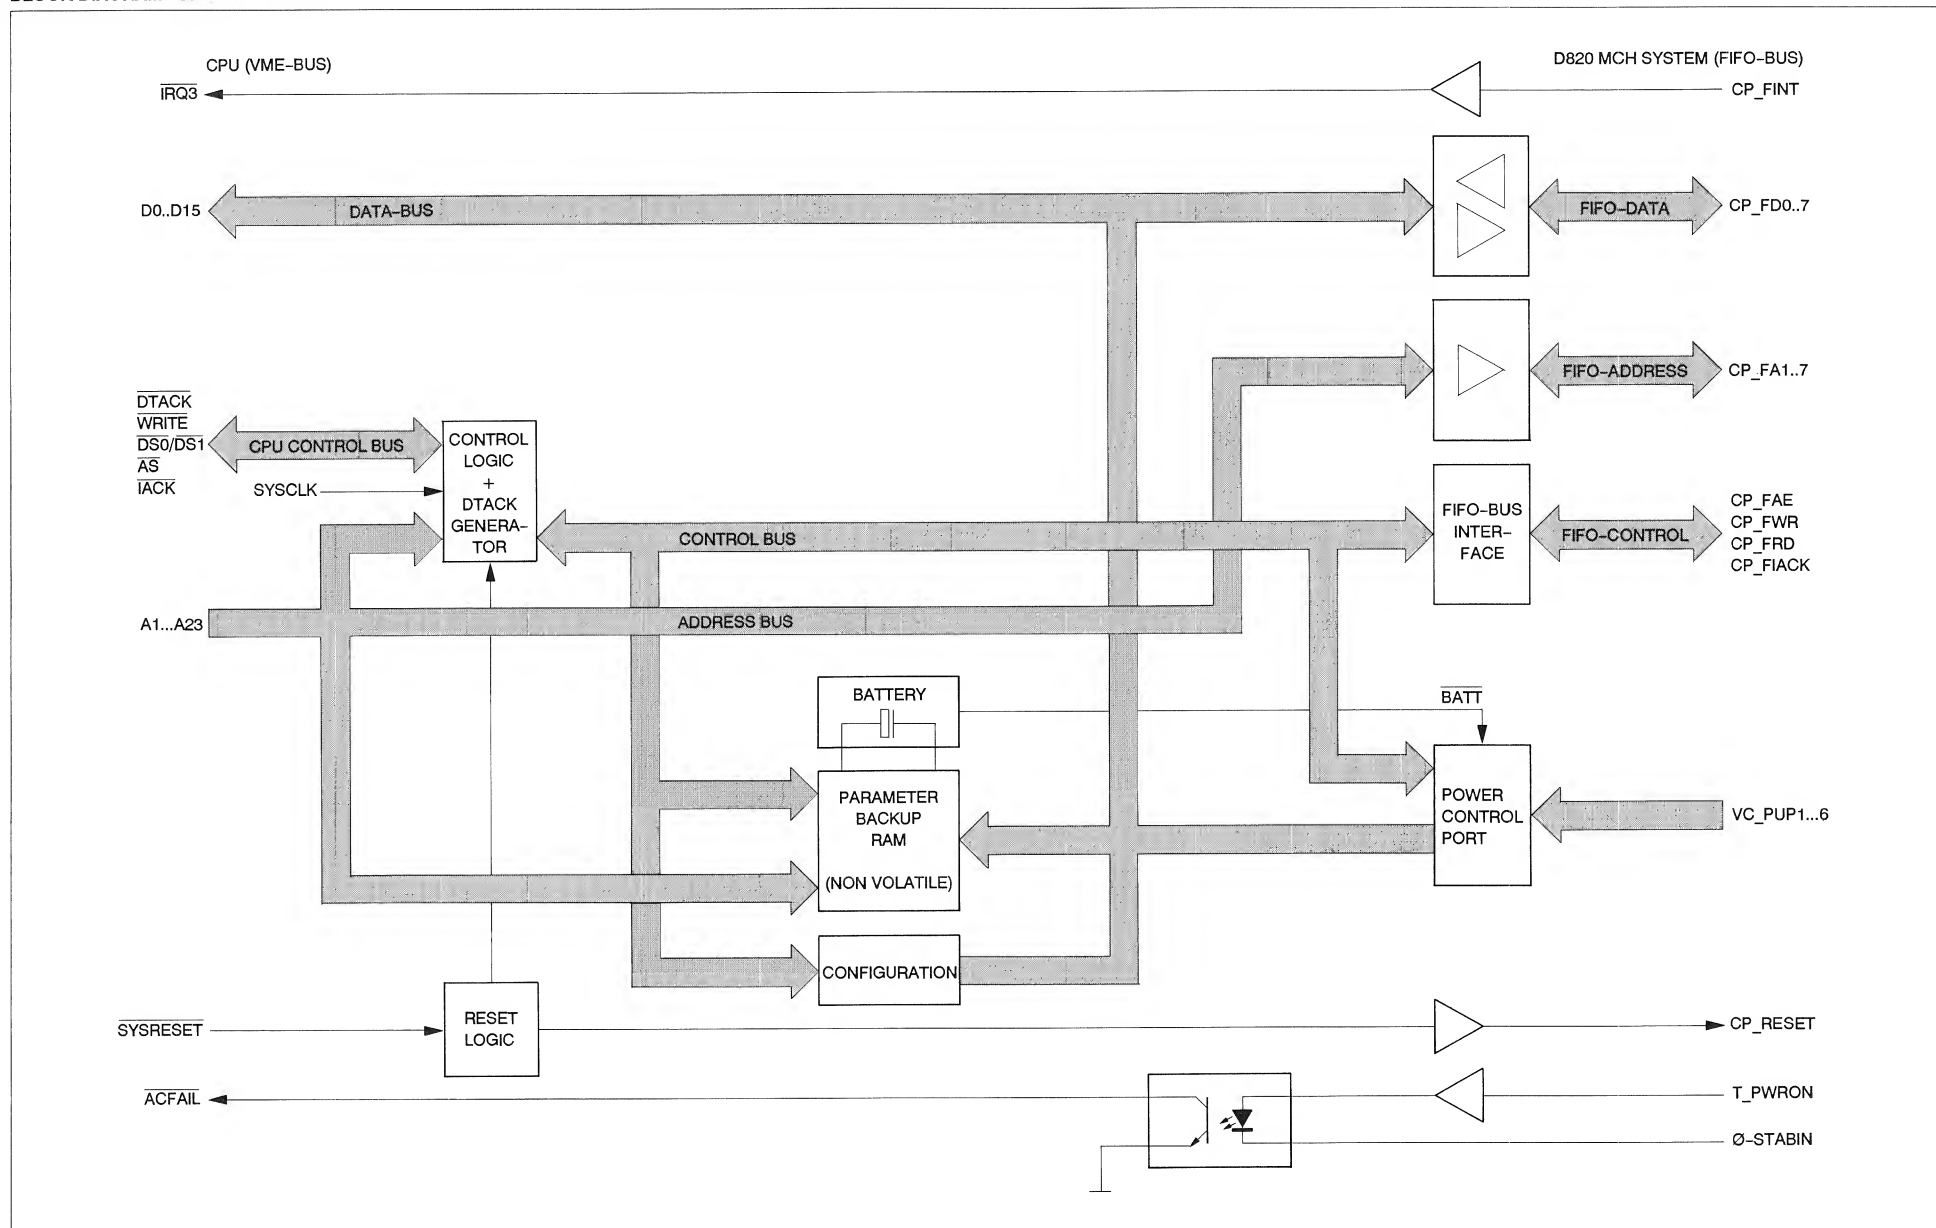 CPU (VME-BUS)
D820 MCH SYSTEM (FIFO-BUS)
IRQ3
CP_FINT
D0..D15
DATA-BUS
FIFO-DATA
CP_FD0..7
FIFO-ADDRESS
CP_FA1..7
DTACK
WRITE
DS0/DS1
AS
IACK
CPU CONTROL BUS
SYSCLK
CONTROL
LOGIC
+
DTACK
GENERA-
TOR
CONTROL BUS
FIFO-BUS
INTER-
FACE
FIFO-CONTROL
CP_FAE
CP_FWR
CP_FRD
CP_FIACK
A1...A23
ADDRESS BUS
BATTERY
BATT
PARAMETER
BACKUP
RAM
(NON VOLATILE)
POWER
CONTROL
PORT
VC_PUP1...6
CONFIGURATION
SYSRESET
RESET
LOGIC
CP_RESET
ACFAIL
T_PWRON
Ø-STABIN